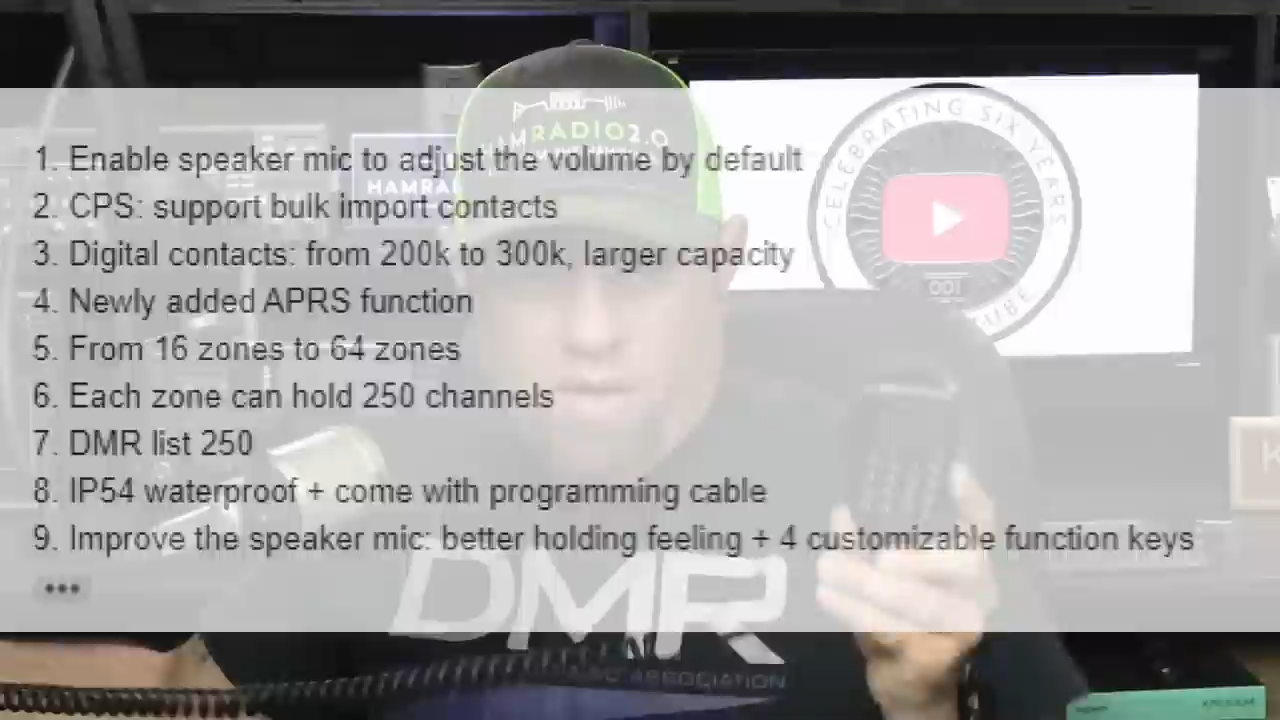 HAMRADIO2.0
CELEBRATING SIX YEARS
1. Enable speaker mic to adjust the volume by default
HAMRA
2. CPS: support bulk import contacts
3. Digital contacts: from 200k to 300k, larger capacity
001
4. Newly added APRS function
5. From 16 zones to 64 zones
6. Each zone can hold 250 channels
7. DMR list 250
8. IP54 waterproof + come with programming cable
9. Improve the speaker mic: better holding feeling + 4 customizable function keys
•••
DMR
ASSOCIATION